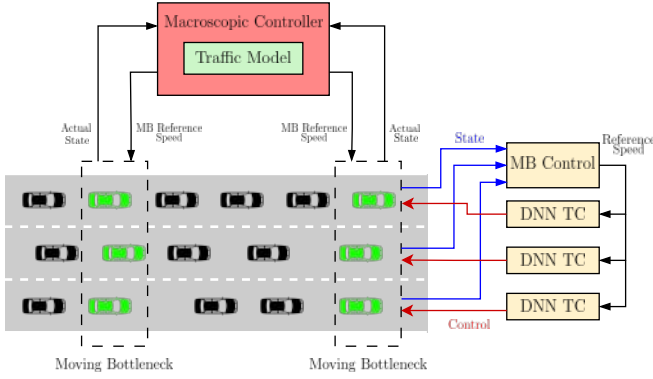 Macroscopic Controller
Traffic Model
Actual
State
MB Reference
Speed
MB Reference
Speed
Actual
State
State
MB Control
Reference
Speed
DNN TC
DNN TC
DNN TC
Control
Moving Bottleneck
Moving Bottleneck